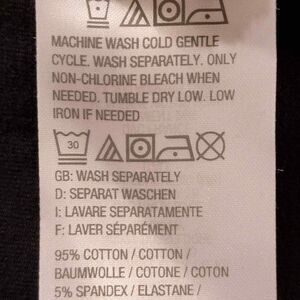 MACHINE WASH COLD GENTLE
CYCLE. WASH SEPARATELY. ONLY
NON-CHLORINE BLEACH WHEN
NEEDED. TUMBLE DRY LOW. LOW
IRON IF NEEDED
30
GB: WASH SEPARATELY
D: SEPARAT WASCHEN
I: LAVARE SEPARATAMENTE
F: LAVER SÉPARÉMENT
95% COTTON / COTTON /
BAUMWOLLE / COTONE / COTON
5% SPANDEX / ELASTANE /